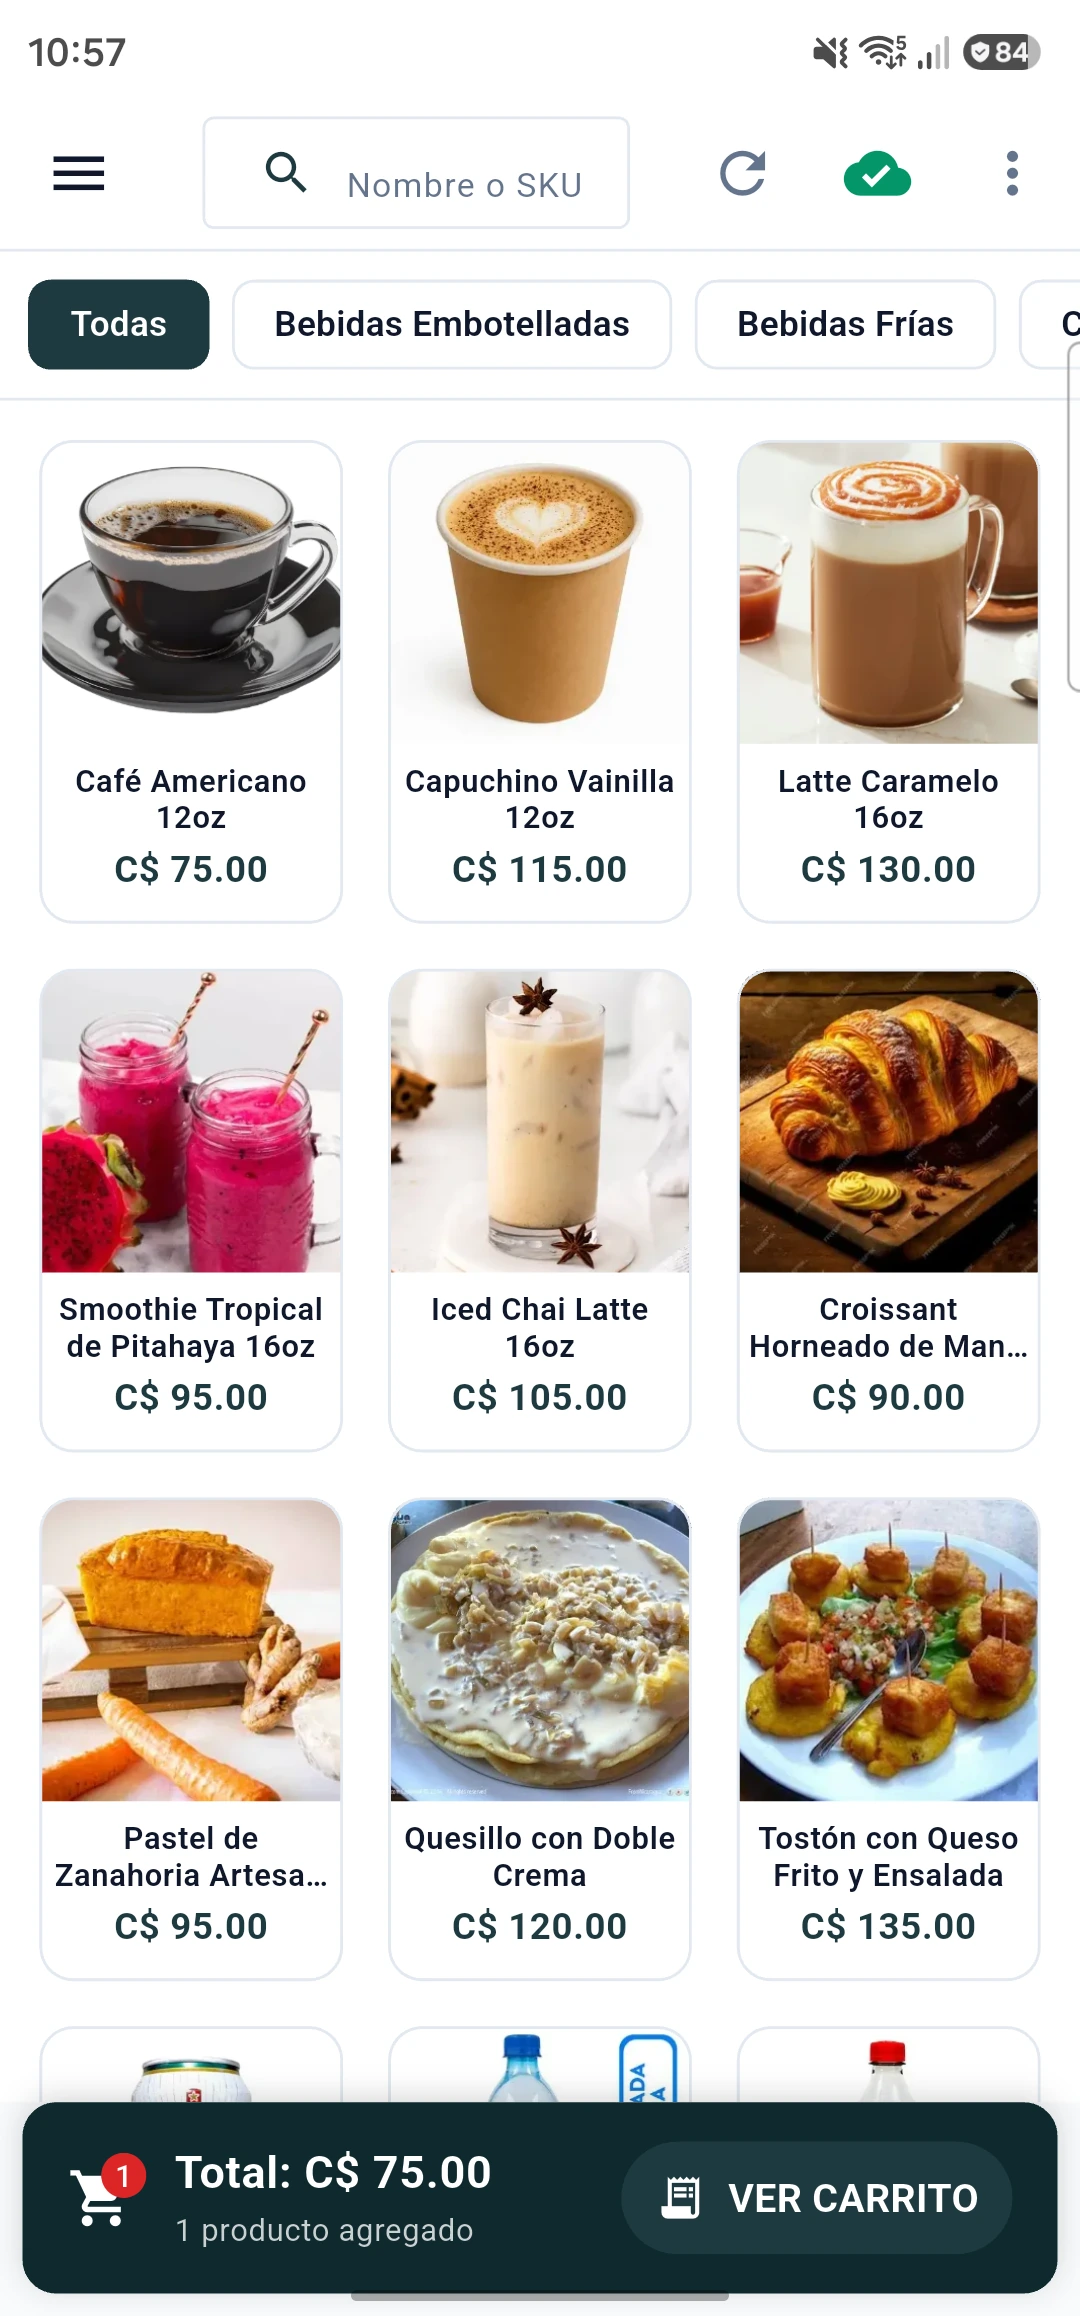 10:57
5
84
Nombre o SKU
Todas
Bebidas Embotelladas
Bebidas Frías
C
Café Americano
12oz
C$ 75.00
Capuchino Vainilla
12oz
C$ 115.00
Latte Caramelo
16oz
C$ 130.00
Smoothie Tropical
de Pitahaya 16oz
C$ 95.00
Iced Chai Latte
16oz
C$ 105.00
Croissant
Horneado de Man...
C$ 90.00
Pastel de
Zanahoria Artesa...
C$ 95.00
Quesillo con Doble
Crema
C$ 120.00
Tostón con Queso
Frito y Ensalada
C$ 135.00
ADA
A
1
Total: C$ 75.00
1 producto agregado
VER CARRITO